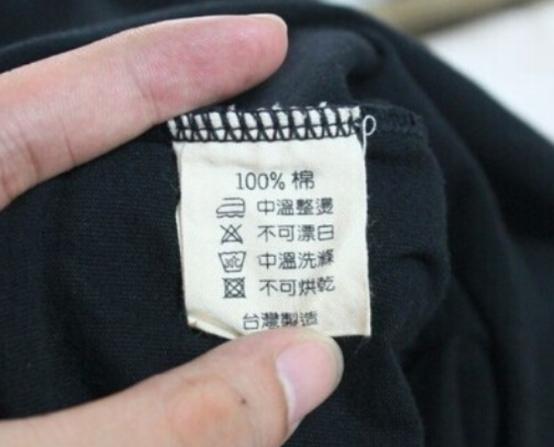 100% 棉
中溫整燙
不可漂白
中溫洗滌
不可烘乾
台灣製造